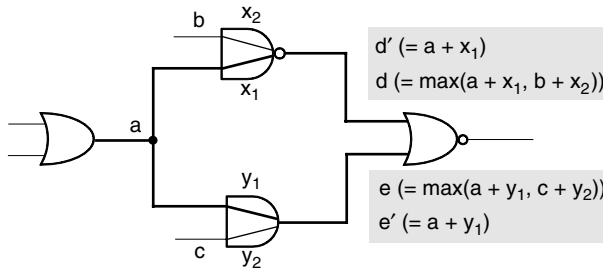 b
x₂
x₁
a
y₁
c
y₂
d′ (= a + x₁)
d (= max(a + x₁, b + x₂))
e (= max(a + y₁, c + y₂))
e′ (= a + y₁)